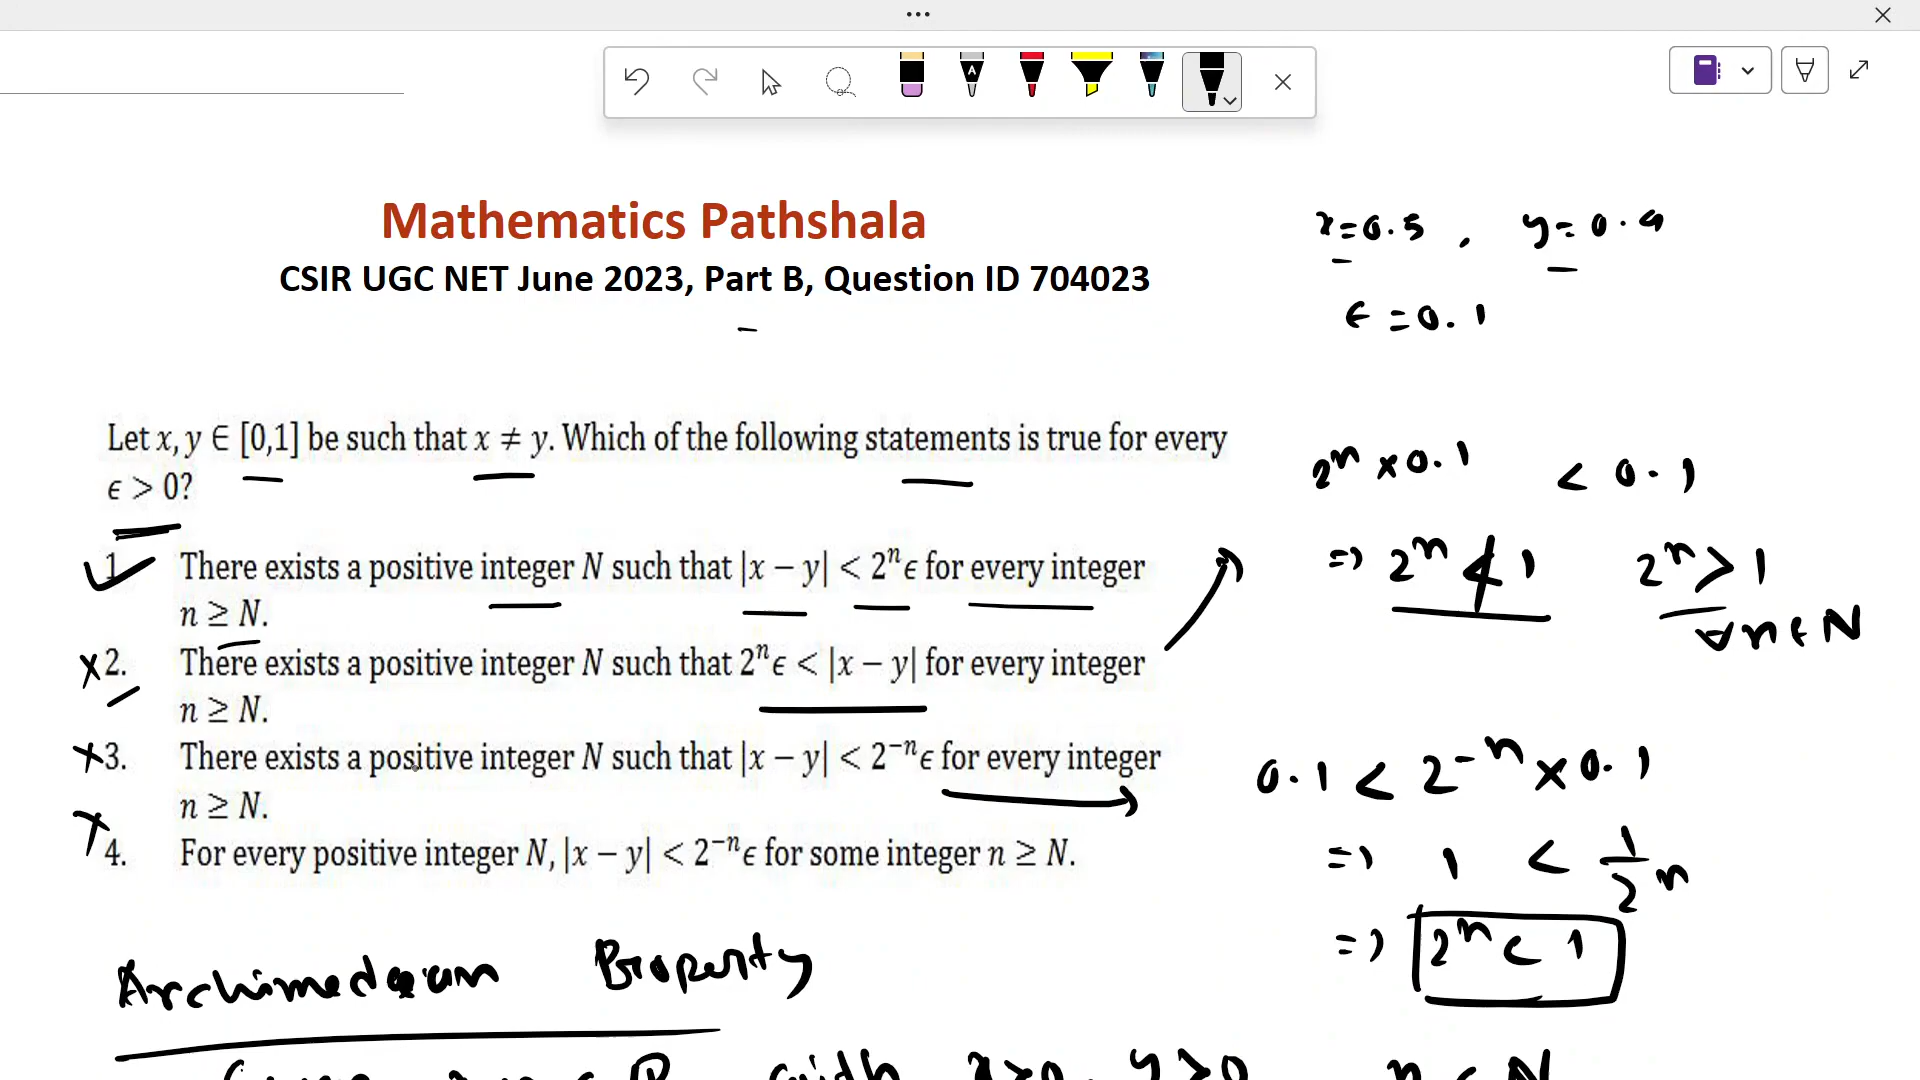 Mathematics Pathshala
CSIR UGC NET June 2023, Part B, Question ID 704023
Let x, y ∈ [0,1] be such that x ≠ y. Which of the following statements is true for every
ϵ > 0?
1. There exists a positive integer N such that |x − y| < 2ⁿϵ for every integer
n ≥ N.
2. There exists a positive integer N such that 2ⁿϵ < |x − y| for every integer
n ≥ N.
3. There exists a positive integer N such that |x − y| < 2⁻ⁿϵ for every integer
n ≥ N.
4. For every positive integer N, |x − y| < 2⁻ⁿϵ for some integer n ≥ N.
Archimedean Property
x=0.5 , y=0.4
ϵ =0.1
2ⁿ×0.1 < 0.1
⇒ 2ⁿ ≮ 1 2ⁿ > 1
∀ n ∈ N
0.1 < 2⁻ⁿ × 0.1
⇒ 1 < 1/2ⁿ
⇒ 2ⁿ < 1